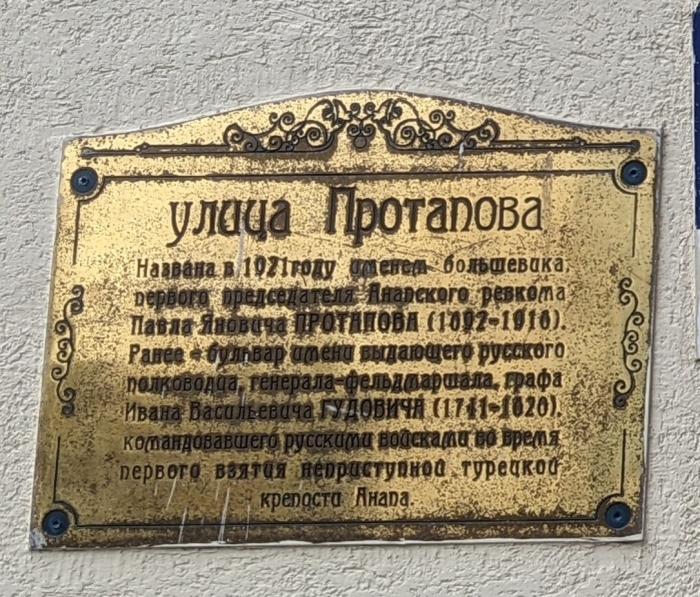 улица Протапова
Названа в 1921 году именем большевика,
первого председателя Анапского ревкома
Павла Яновича ПРОТАПОВА (1892-1918).
Ранее - бульвар имени выдающего русского
полководца, генерала-фельдмаршала, графа
Ивана Васильевича ГУДОВИЧА (1741-1820),
командовавшего русскими войсками во время
первого взятия неприступной турецкой
крепости Анапа.